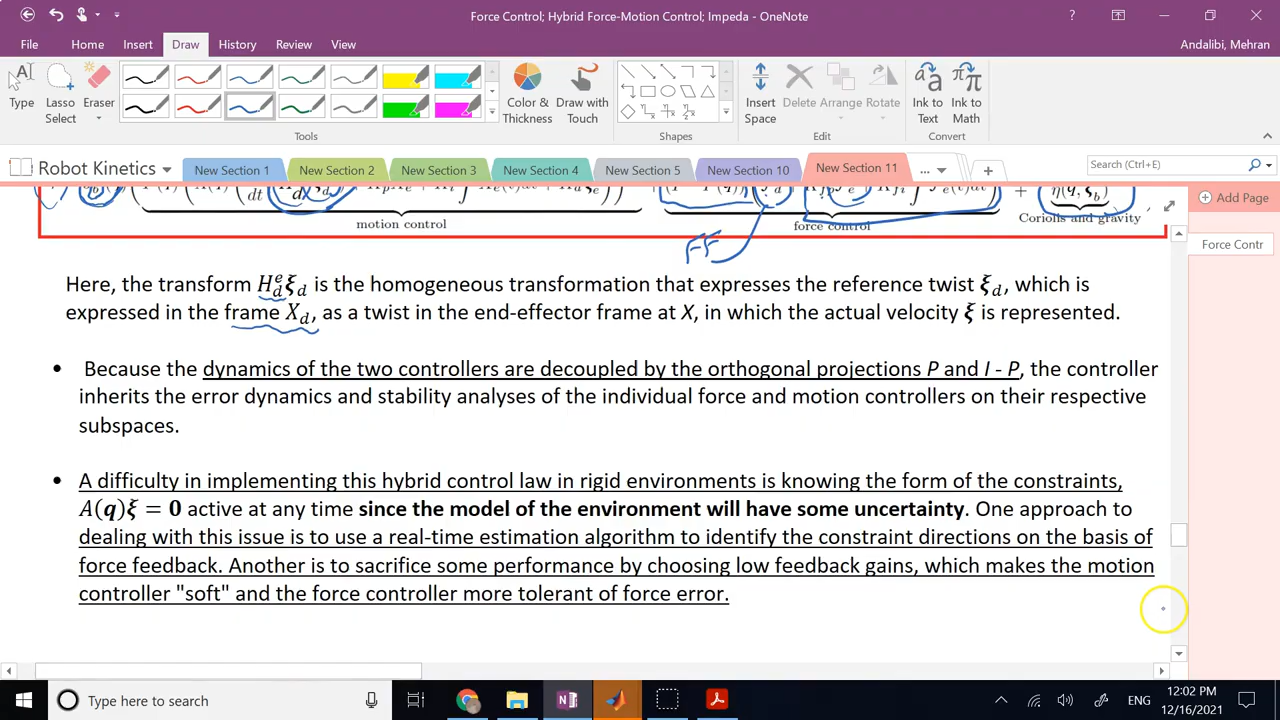 Force Control; Hybrid Force-Motion Control; Impeda - OneNote
Andalibi, Mehran
File Home Insert Draw History Review View
Type Lasso Select Eraser Color & Thickness Draw with Touch Insert Space Delete Arrange Rotate Ink to Text Ink to Math
Tools Shapes Edit Convert
Robot Kinetics New Section 1 New Section 2 New Section 3 New Section 4 New Section 5 New Section 10 New Section 11 ... Search (Ctrl+E)
Add Page
Force Contr
motion control force control Coriolis and gravity
FF
Here, the transform H_d^e ξ_d is the homogeneous transformation that expresses the reference twist ξ_d, which is
expressed in the frame X_d, as a twist in the end-effector frame at X, in which the actual velocity ξ is represented.
• Because the dynamics of the two controllers are decoupled by the orthogonal projections P and I - P, the controller
inherits the error dynamics and stability analyses of the individual force and motion controllers on their respective
subspaces.
• A difficulty in implementing this hybrid control law in rigid environments is knowing the form of the constraints,
A(q)ξ = 0 active at any time since the model of the environment will have some uncertainty. One approach to
dealing with this issue is to use a real-time estimation algorithm to identify the constraint directions on the basis of
force feedback. Another is to sacrifice some performance by choosing low feedback gains, which makes the motion
controller "soft" and the force controller more tolerant of force error.
Type here to search
ENG
12:02 PM
12/16/2021